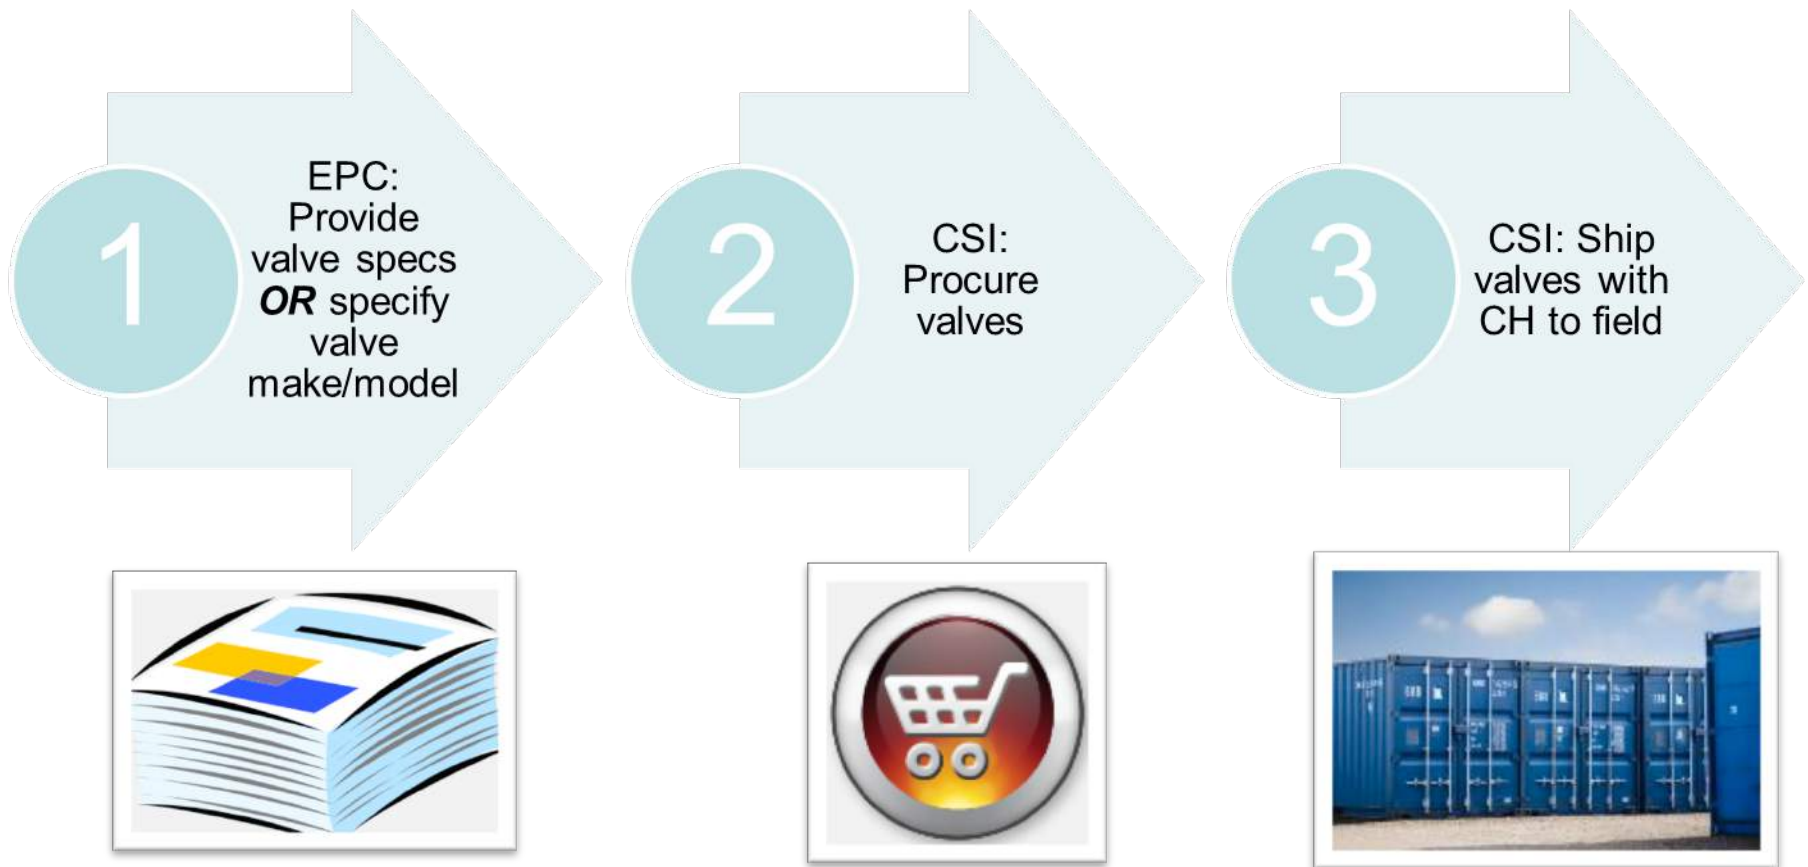 1
EPC:
Provide
valve specs
OR specify
valve
make/model
2
CSI:
Procure
valves
3
CSI: Ship
valves with
CH to field